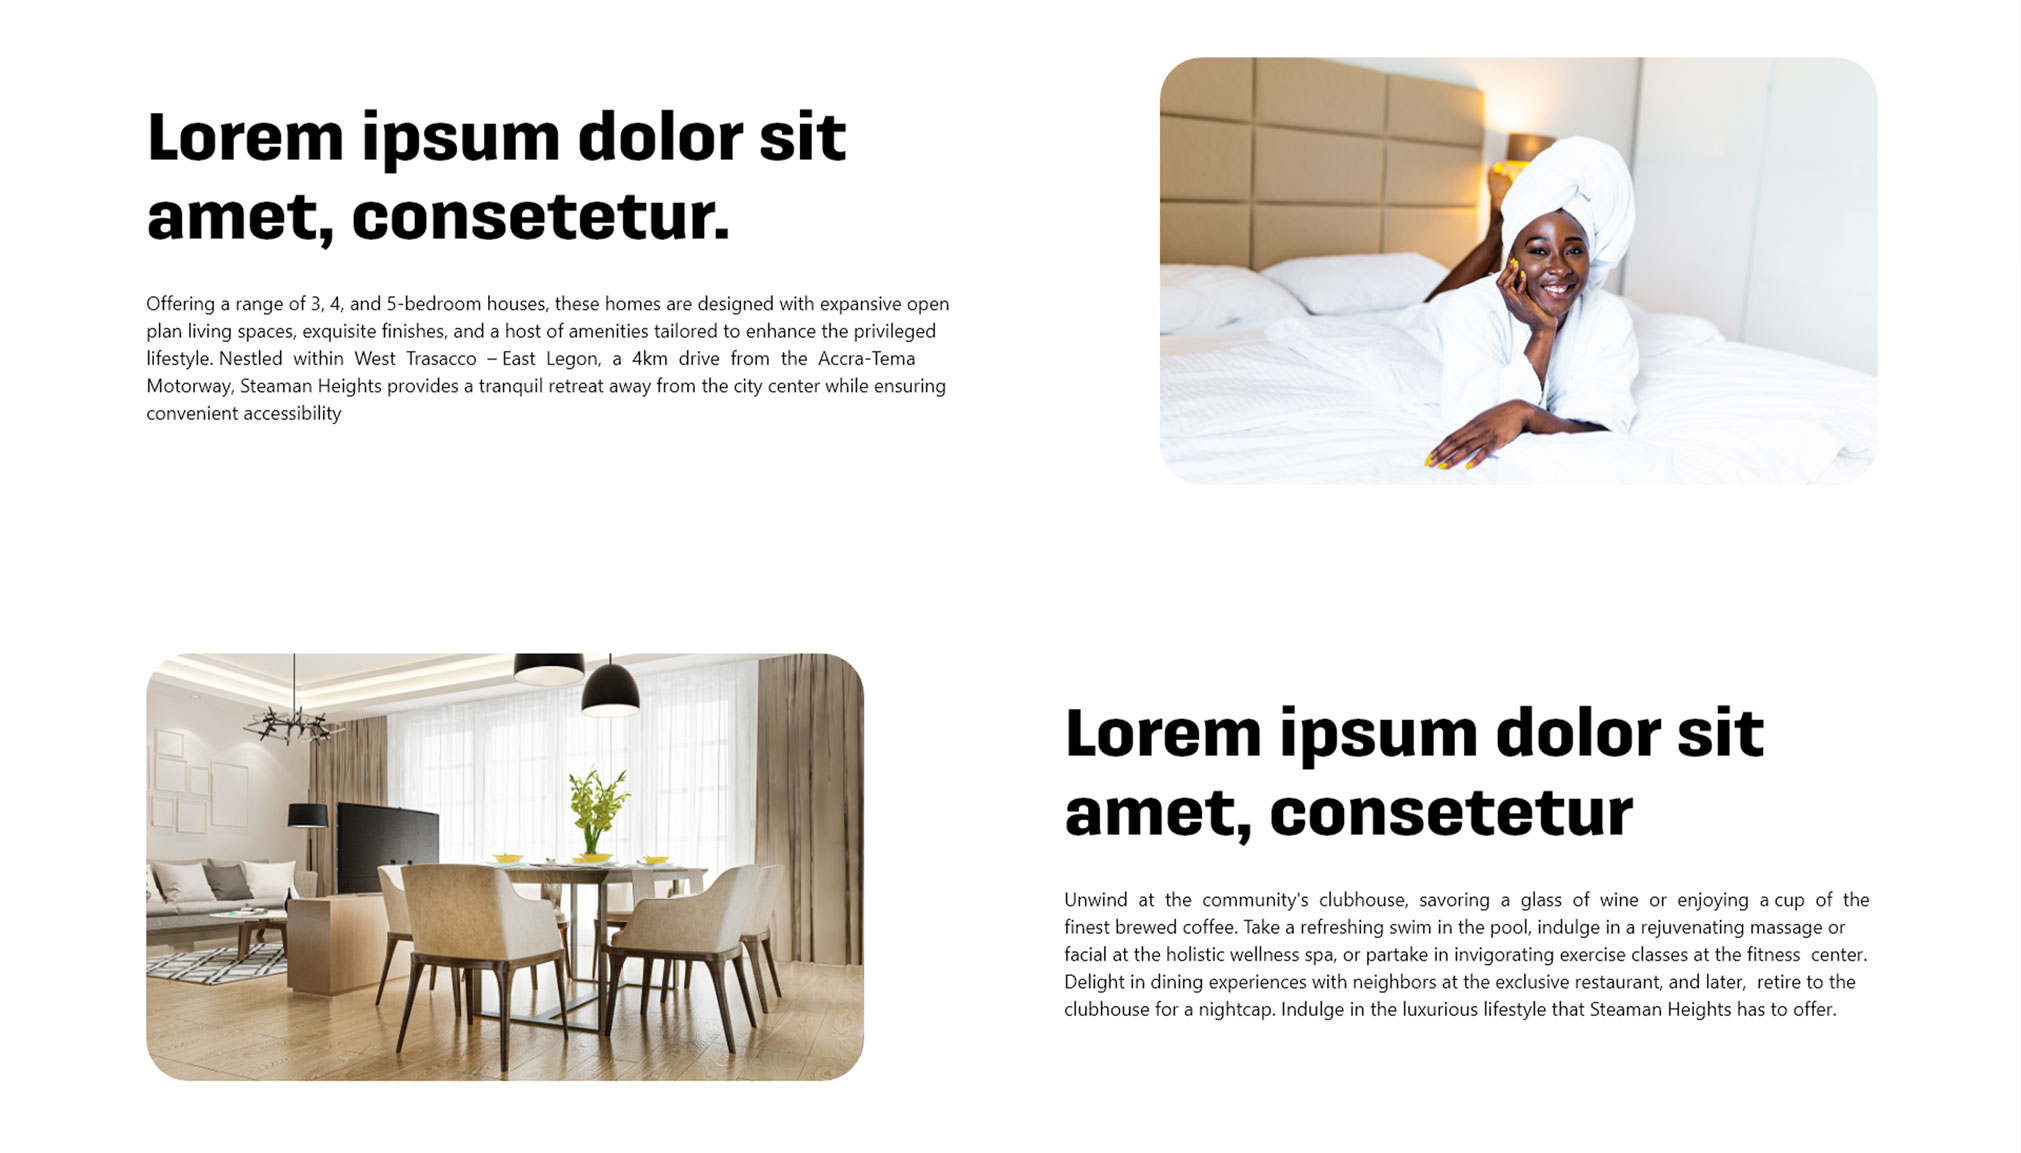 Lorem ipsum dolor sit
amet, consetetur.
Offering a range of 3, 4, and 5-bedroom houses, these homes are designed with expansive open
plan living spaces, exquisite finishes, and a host of amenities tailored to enhance the privileged
lifestyle. Nestled within West Trasacco – East Legon, a 4km drive from the Accra-Tema
Motorway, Steaman Heights provides a tranquil retreat away from the city center while ensuring
convenient accessibility
Lorem ipsum dolor sit
amet, consetetur
Unwind at the community's clubhouse, savoring a glass of wine or enjoying a cup of the
finest brewed coffee. Take a refreshing swim in the pool, indulge in a rejuvenating massage or
facial at the holistic wellness spa, or partake in invigorating exercise classes at the fitness center.
Delight in dining experiences with neighbors at the exclusive restaurant, and later, retire to the
clubhouse for a nightcap. Indulge in the luxurious lifestyle that Steaman Heights has to offer.